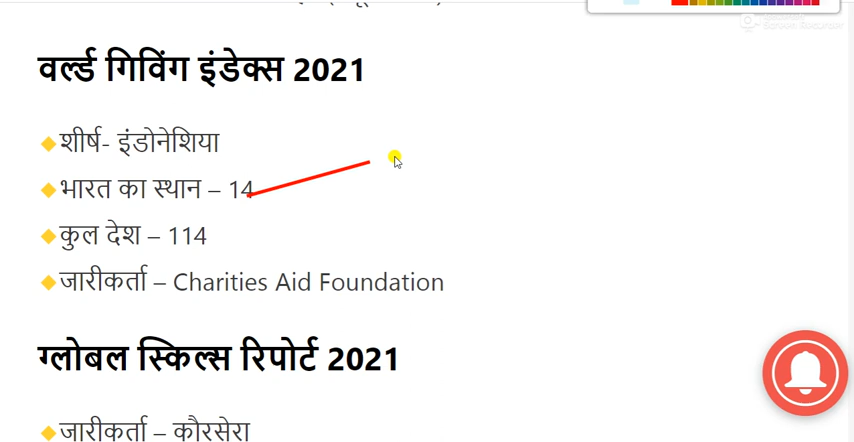 वर्ल्ड गिविंग इंडेक्स 2021
शीर्ष- इंडोनेशिया
भारत का स्थान – 14
कुल देश – 114
जारीकर्ता – Charities Aid Foundation
ग्लोबल स्किल्स रिपोर्ट 2021
जारीकर्ता – कौरसेरा